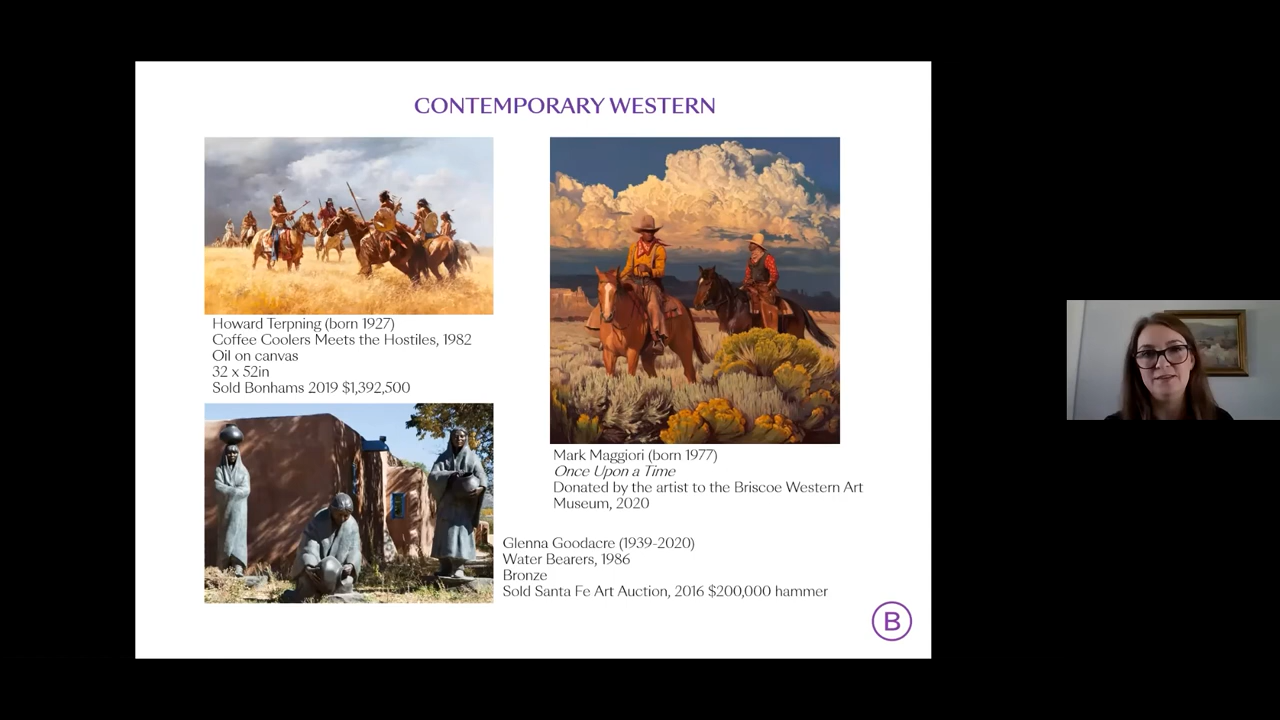 CONTEMPORARY WESTERN
Howard Terpning (born 1927)
Coffee Coolers Meets the Hostiles, 1982
Oil on canvas
32 x 52in
Sold Bonhams 2019 $1,392,500
Mark Maggiori (born 1977)
Once Upon a Time
Donated by the artist to the Briscoe Western Art
Museum, 2020
Glenna Goodacre (1939-2020)
Water Bearers, 1986
Bronze
Sold Santa Fe Art Auction, 2016 $200,000 hammer
B